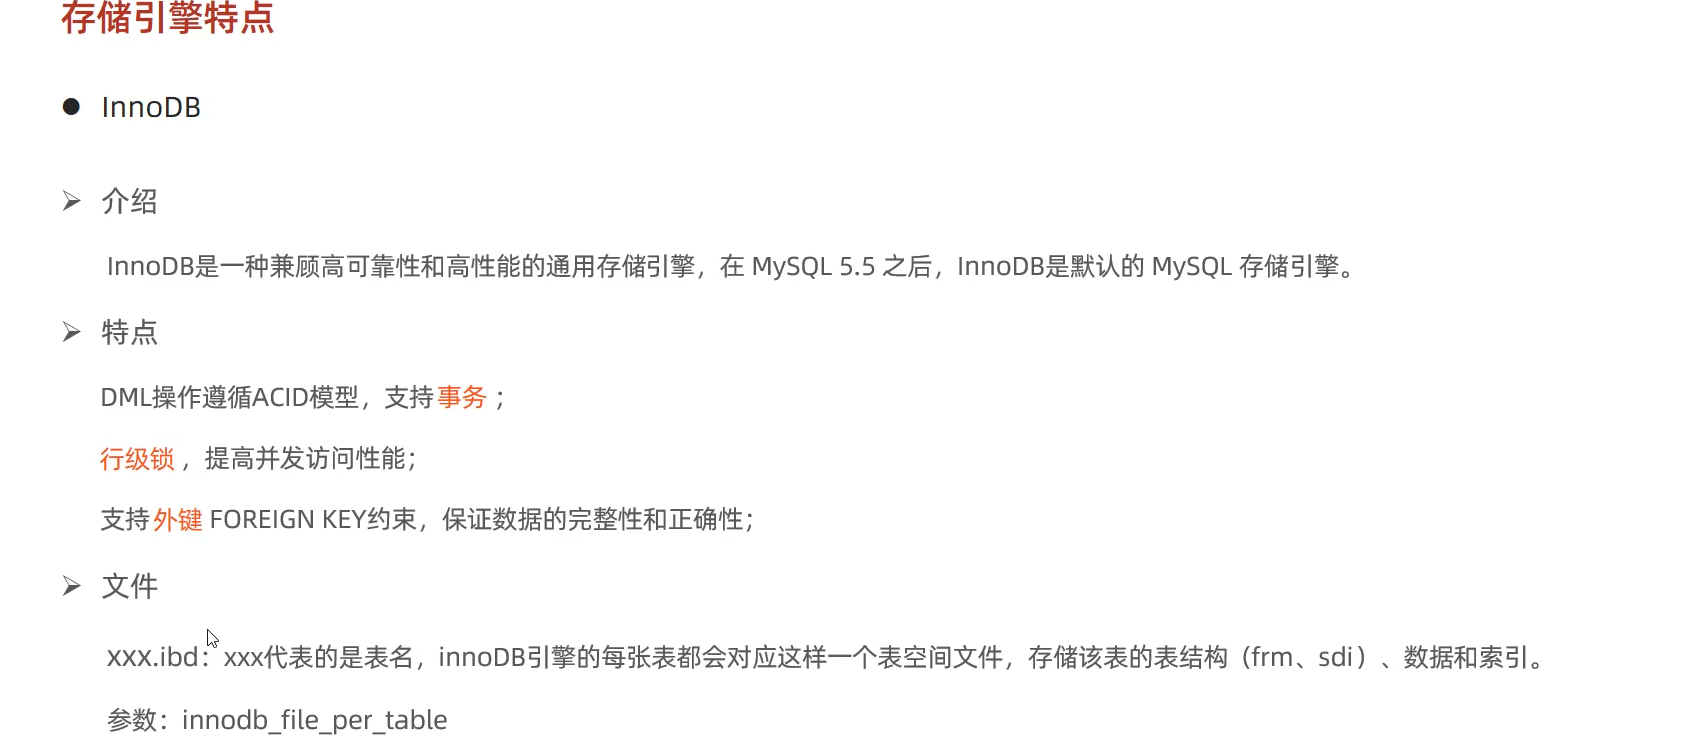 存储引擎特点
● InnoDB
➢ 介绍
InnoDB是一种兼顾高可靠性和高性能的通用存储引擎，在 MySQL 5.5 之后，InnoDB是默认的 MySQL 存储引擎。
➢ 特点
DML操作遵循ACID模型，支持事务；
行级锁，提高并发访问性能；
支持外键 FOREIGN KEY约束，保证数据的完整性和正确性；
➢ 文件
xxx.ibd：xxx代表的是表名，innoDB引擎的每张表都会对应这样一个表空间文件，存储该表的表结构（frm、sdi）、数据和索引。
参数：innodb_file_per_table